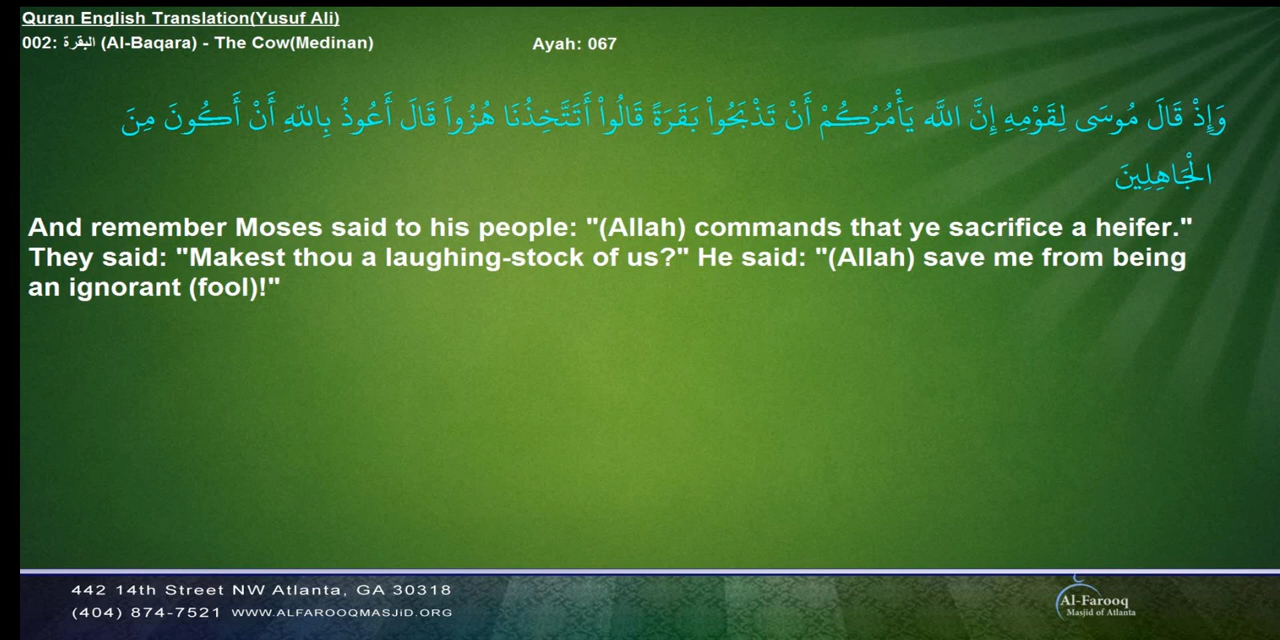 Quran English Translation(Yusuf Ali)
002: البقرة (Al-Baqara) - The Cow(Medinan)
Ayah: 067
وَإِذْ قَالَ مُوسَى لِقَوْمِهِ إِنَّ اللَّه يَأْمُرُكُمْ أَنْ تَذْبَحُواْ بَقَرَةً قَالُواْ أَتَتَّخِذُنَا هُزُواً قَالَ أَعُوذُ بِاللّهِ أَنْ أَكُونَ مِنَ
الْجَاهِلِينَ
And remember Moses said to his people: "(Allah) commands that ye sacrifice a heifer."
They said: "Makest thou a laughing-stock of us?" He said: "(Allah) save me from being
an ignorant (fool)!"
442 14th Street NW Atlanta, GA 30318
(404) 874-7521 WWW.ALFAROOQMASJiD.ORG
Al-Farooq
Masjid of Atlanta